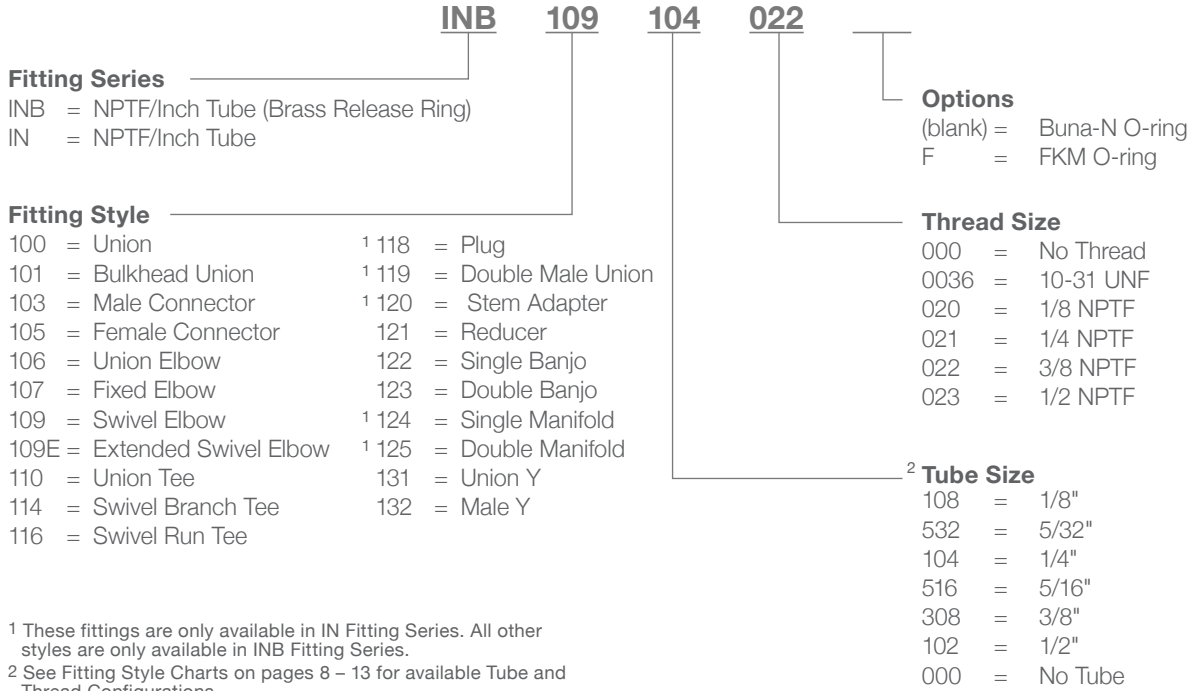 INB 109 104 022
Fitting Series
INB = NPTF/Inch Tube (Brass Release Ring)
IN = NPTF/Inch Tube
Fitting Style
100 = Union
101 = Bulkhead Union
103 = Male Connector
105 = Female Connector
106 = Union Elbow
107 = Fixed Elbow
109 = Swivel Elbow
109E = Extended Swivel Elbow
110 = Union Tee
114 = Swivel Branch Tee
116 = Swivel Run Tee
1 118 = Plug
1 119 = Double Male Union
1 120 = Stem Adapter
121 = Reducer
122 = Single Banjo
123 = Double Banjo
1 124 = Single Manifold
1 125 = Double Manifold
131 = Union Y
132 = Male Y
Options
(blank) = Buna-N O-ring
F = FKM O-ring
Thread Size
000 = No Thread
0036 = 10-31 UNF
020 = 1/8 NPTF
021 = 1/4 NPTF
022 = 3/8 NPTF
023 = 1/2 NPTF
2 Tube Size
108 = 1/8"
532 = 5/32"
104 = 1/4"
516 = 5/16"
308 = 3/8"
102 = 1/2"
000 = No Tube
1 These fittings are only available in IN Fitting Series. All other
styles are only available in INB Fitting Series.
2 See Fitting Style Charts on pages 8 – 13 for available Tube and
Thread Configurations